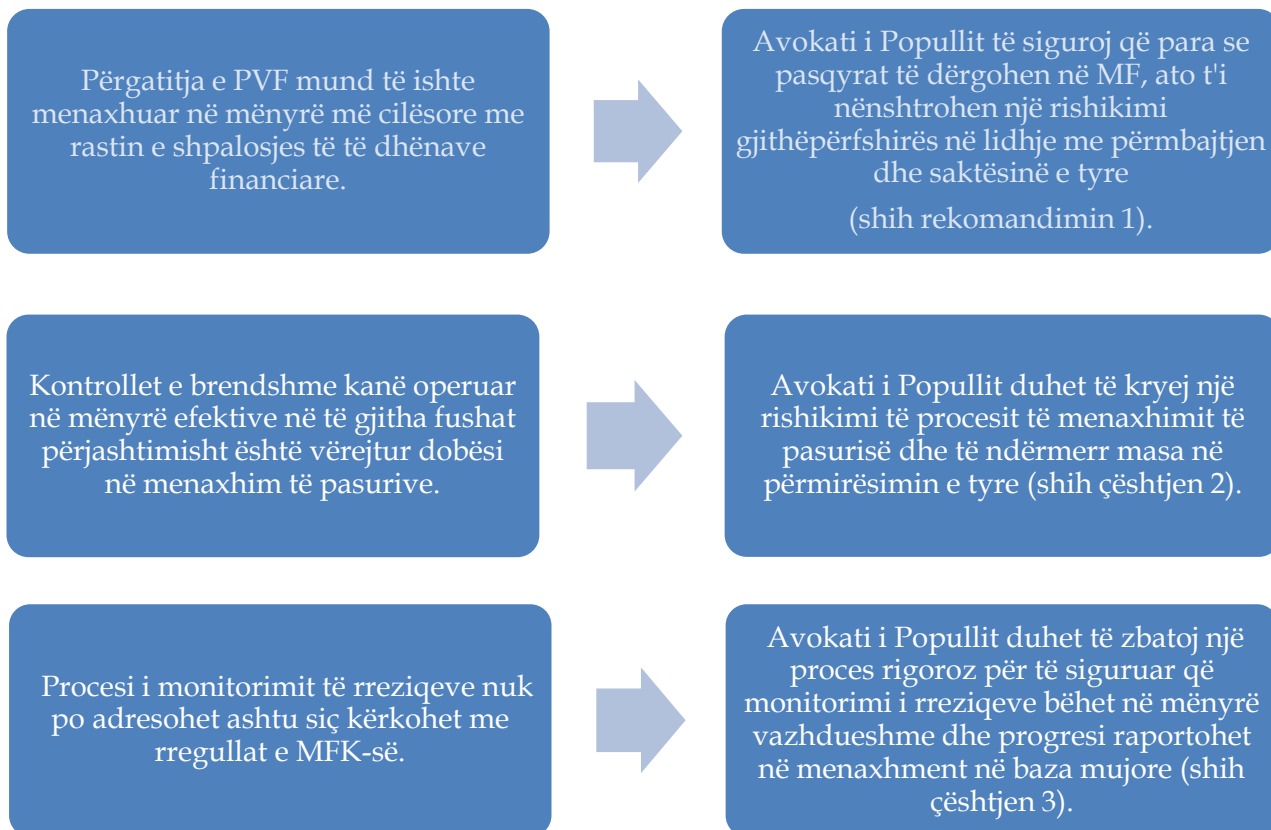 Përgatitja e PVF mund të ishte
menaxhuar në mënyrë më cilësore me
rastin e shpalosjes të të dhënave
financiare.
Avokati i Popullit të siguroj që para se
pasqyrat të dërgohen në MF, ato t'i
nënshtrohen një rishikimi
gjithëpërfshirës në lidhje me përmbajtjen
dhe saktësinë e tyre
(shih rekomandimin 1).
Kontrollet e brendshme kanë operuar
në mënyrë efektive në të gjitha fushat
përjashtimisht është vërejtur dobësi
në menaxhim të pasurive.
Avokati i Popullit duhet të kryej një
rishikimi të procesit të menaxhimit të
pasurisë dhe të ndërmerr masa në
përmirësimin e tyre (shih çështjen 2).
Procesi i monitorimit të rreziqeve nuk
po adresohet ashtu siç kërkohet me
rregullat e MFK-së.
Avokati i Popullit duhet të zbatoj një
proces rigoroz për të siguruar që
monitorimi i rreziqeve bëhet në mënyrë
vazhdueshme dhe progresi raportohet
në menaxhment në baza mujore (shih
çështjen 3).